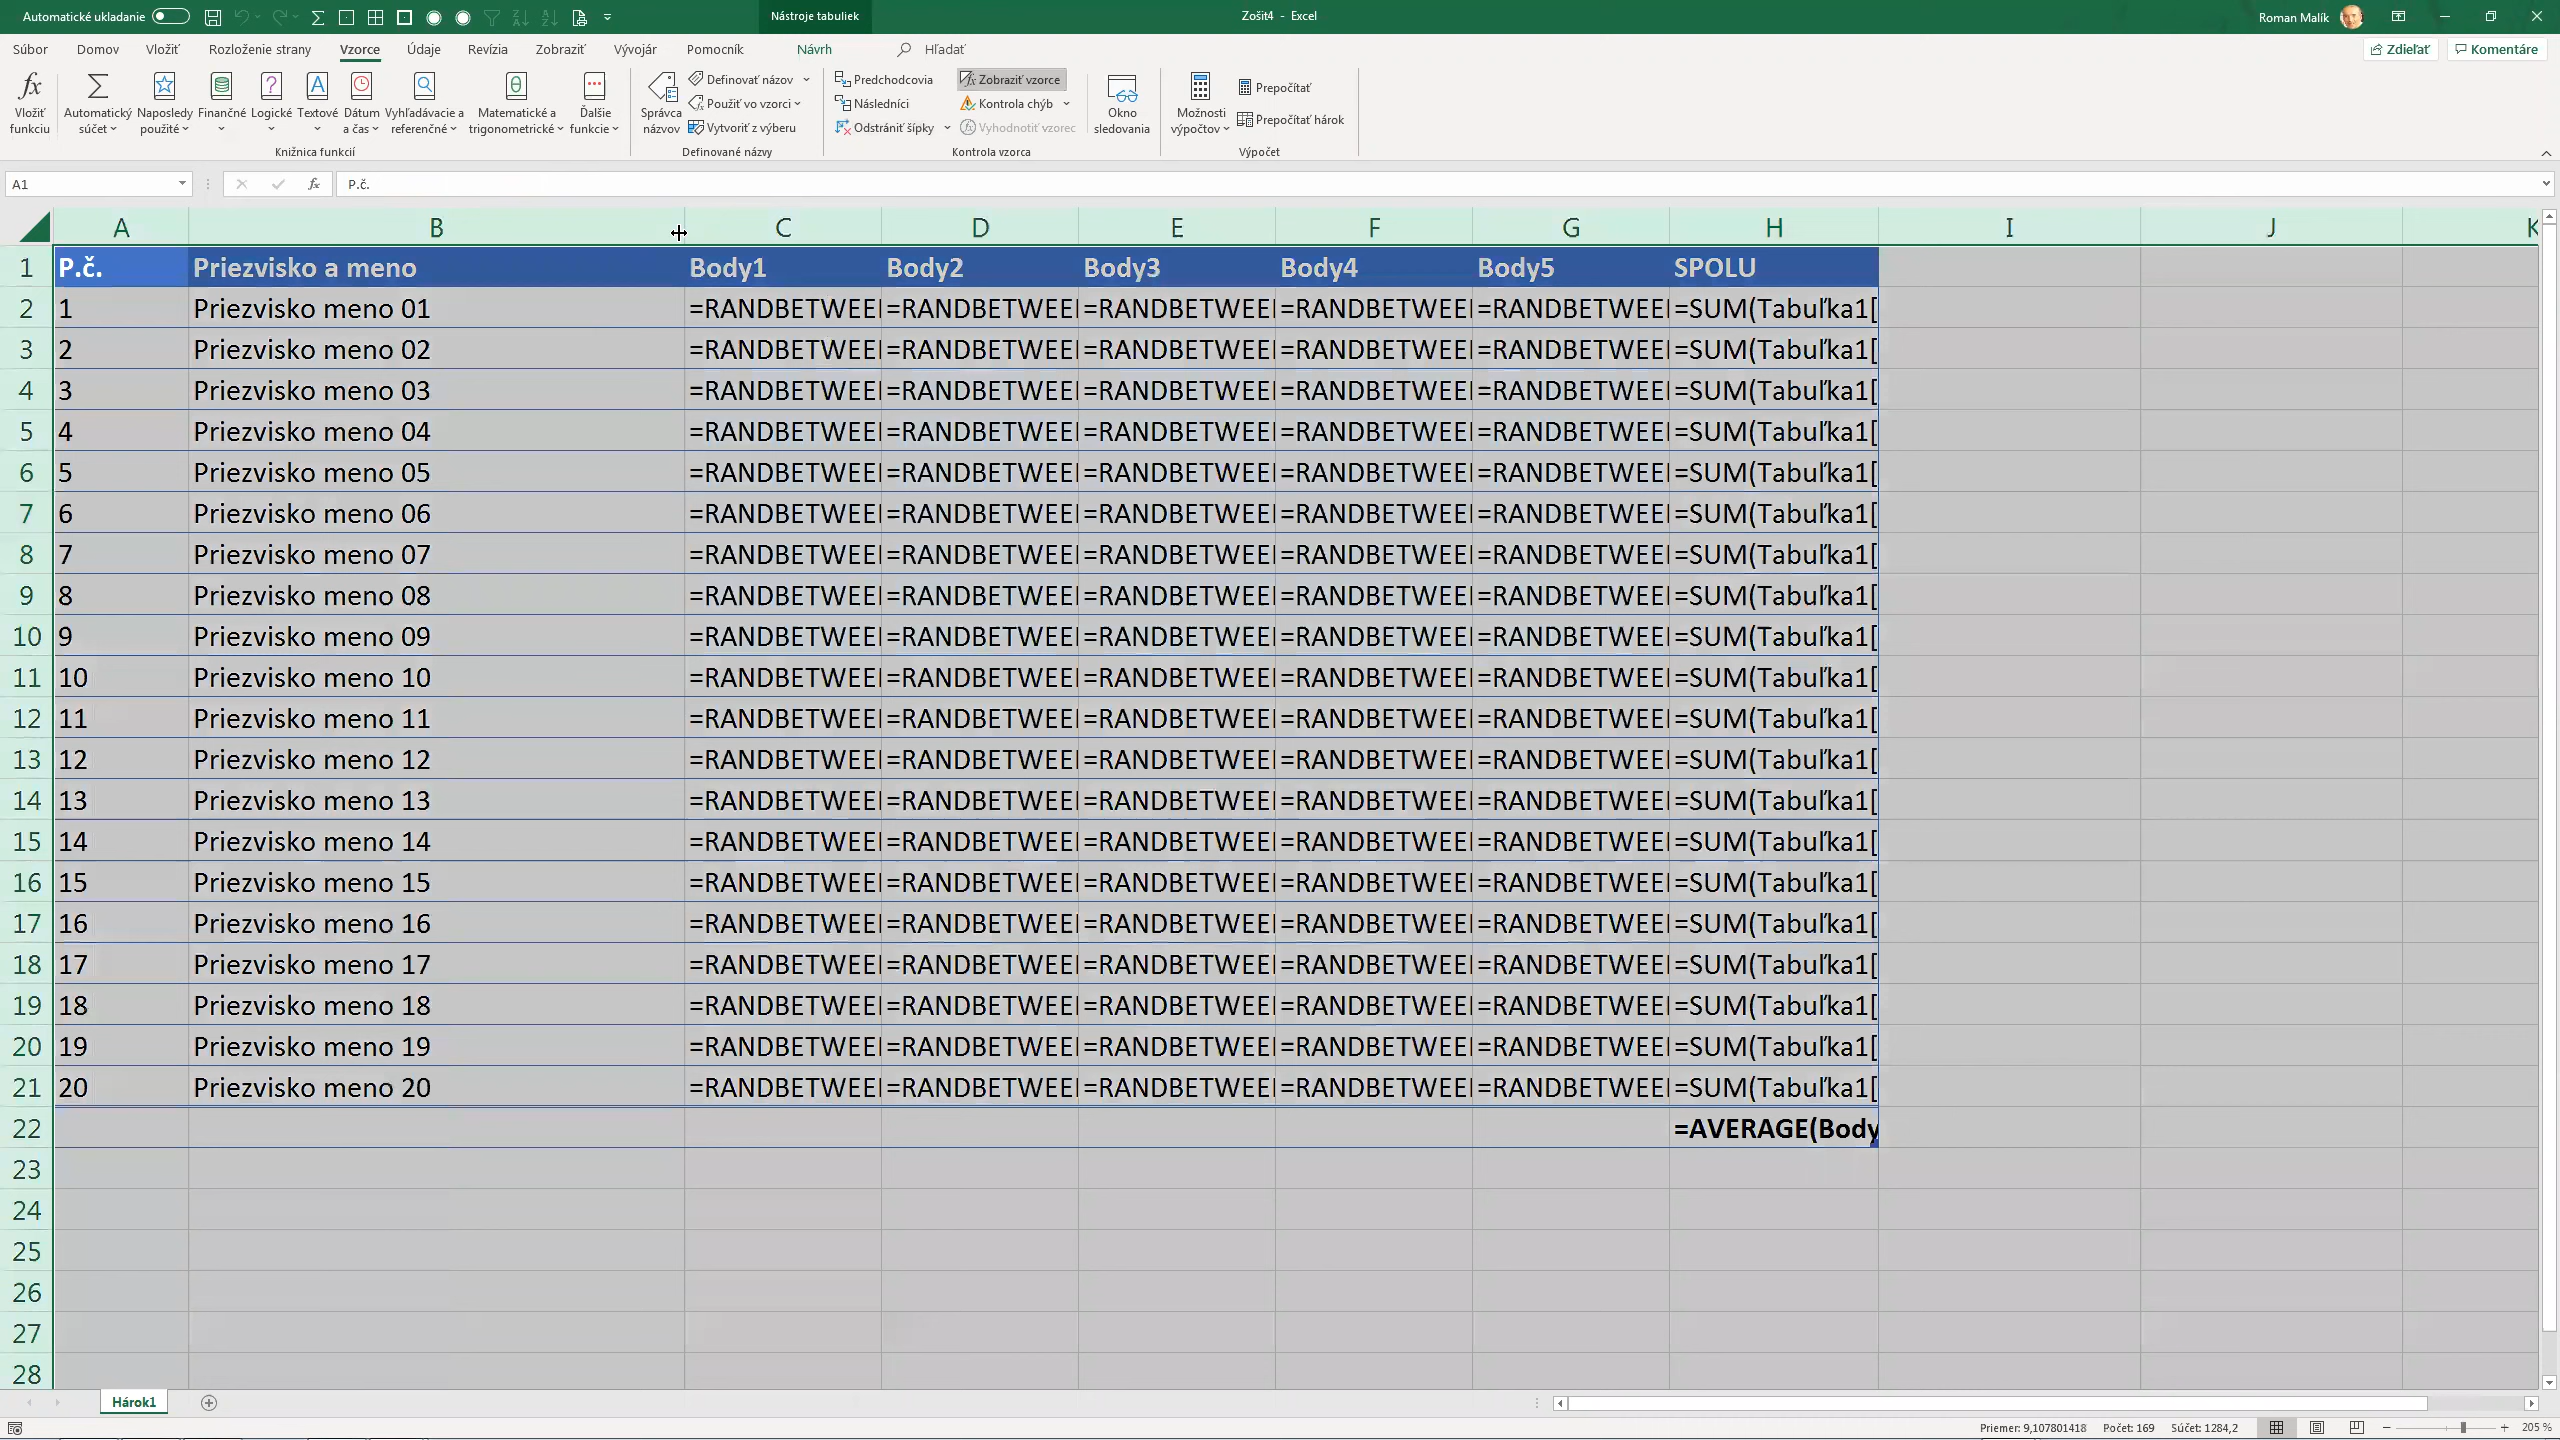 Automatické ukladanie
Nástroje tabuliek
Zošit4 - Excel
Roman Malík
Súbor Domov Vložiť Rozloženie strany Vzorce Údaje Revízia Zobraziť Vývojár Pomocník Návrh Hľadať Zdieľať Komentáre
Vložiť funkciu
Automatický súčet
Naposledy použité
Finančné
Logické
Textové
Dátum a čas
Vyhľadávacie a referenčné
Matematické a trigonometrické
Ďalšie funkcie
Knižnica funkcií
Správca názvov
Definovať názov
Použiť vo vzorci
Vytvoriť z výberu
Definované názvy
Predchodcovia
Následníci
Odstrániť šípky
Zobraziť vzorce
Kontrola chýb
Vyhodnotiť vzorec
Kontrola vzorca
Okno sledovania
Možnosti výpočtov
Prepočítať
Prepočítať hárok
Výpočet
A1 fx P.č.
A B C D E F G H I J K
1 P.č. Priezvisko a meno Body1 Body2 Body3 Body4 Body5 SPOLU
2 1 Priezvisko meno 01 =RANDBETWEE =RANDBETWEE =RANDBETWEE =RANDBETWEE =RANDBETWEE =SUM(Tabuľka1[
3 2 Priezvisko meno 02 =RANDBETWEE =RANDBETWEE =RANDBETWEE =RANDBETWEE =RANDBETWEE =SUM(Tabuľka1[
4 3 Priezvisko meno 03 =RANDBETWEE =RANDBETWEE =RANDBETWEE =RANDBETWEE =RANDBETWEE =SUM(Tabuľka1[
5 4 Priezvisko meno 04 =RANDBETWEE =RANDBETWEE =RANDBETWEE =RANDBETWEE =RANDBETWEE =SUM(Tabuľka1[
6 5 Priezvisko meno 05 =RANDBETWEE =RANDBETWEE =RANDBETWEE =RANDBETWEE =RANDBETWEE =SUM(Tabuľka1[
7 6 Priezvisko meno 06 =RANDBETWEE =RANDBETWEE =RANDBETWEE =RANDBETWEE =RANDBETWEE =SUM(Tabuľka1[
8 7 Priezvisko meno 07 =RANDBETWEE =RANDBETWEE =RANDBETWEE =RANDBETWEE =RANDBETWEE =SUM(Tabuľka1[
9 8 Priezvisko meno 08 =RANDBETWEE =RANDBETWEE =RANDBETWEE =RANDBETWEE =RANDBETWEE =SUM(Tabuľka1[
10 9 Priezvisko meno 09 =RANDBETWEE =RANDBETWEE =RANDBETWEE =RANDBETWEE =RANDBETWEE =SUM(Tabuľka1[
11 10 Priezvisko meno 10 =RANDBETWEE =RANDBETWEE =RANDBETWEE =RANDBETWEE =RANDBETWEE =SUM(Tabuľka1[
12 11 Priezvisko meno 11 =RANDBETWEE =RANDBETWEE =RANDBETWEE =RANDBETWEE =RANDBETWEE =SUM(Tabuľka1[
13 12 Priezvisko meno 12 =RANDBETWEE =RANDBETWEE =RANDBETWEE =RANDBETWEE =RANDBETWEE =SUM(Tabuľka1[
14 13 Priezvisko meno 13 =RANDBETWEE =RANDBETWEE =RANDBETWEE =RANDBETWEE =RANDBETWEE =SUM(Tabuľka1[
15 14 Priezvisko meno 14 =RANDBETWEE =RANDBETWEE =RANDBETWEE =RANDBETWEE =RANDBETWEE =SUM(Tabuľka1[
16 15 Priezvisko meno 15 =RANDBETWEE =RANDBETWEE =RANDBETWEE =RANDBETWEE =RANDBETWEE =SUM(Tabuľka1[
17 16 Priezvisko meno 16 =RANDBETWEE =RANDBETWEE =RANDBETWEE =RANDBETWEE =RANDBETWEE =SUM(Tabuľka1[
18 17 Priezvisko meno 17 =RANDBETWEE =RANDBETWEE =RANDBETWEE =RANDBETWEE =RANDBETWEE =SUM(Tabuľka1[
19 18 Priezvisko meno 18 =RANDBETWEE =RANDBETWEE =RANDBETWEE =RANDBETWEE =RANDBETWEE =SUM(Tabuľka1[
20 19 Priezvisko meno 19 =RANDBETWEE =RANDBETWEE =RANDBETWEE =RANDBETWEE =RANDBETWEE =SUM(Tabuľka1[
21 20 Priezvisko meno 20 =RANDBETWEE =RANDBETWEE =RANDBETWEE =RANDBETWEE =RANDBETWEE =SUM(Tabuľka1[
22 =AVERAGE(Body
23
24
25
26
27
28
Hárok1
Priemer: 9,107801418 Počet: 169 Súčet: 1284,2 205 %